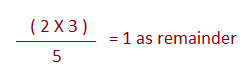 ( 2 X 3 )
5
= 1 as remainder